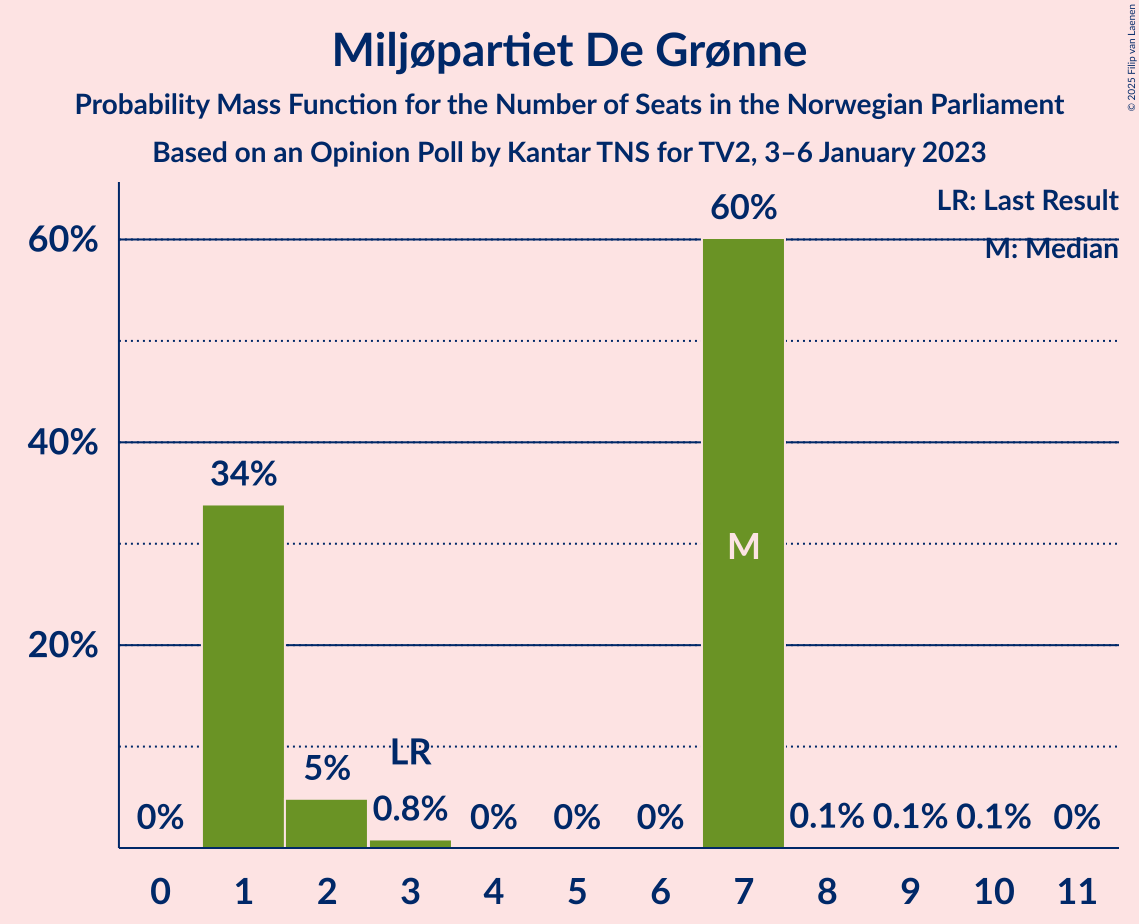 Miljøpartiet De Grønne
Probability Mass Function for the Number of Seats in the Norwegian Parliament
Based on an Opinion Poll by Kantar TNS for TV2, 3–6 January 2023
© 2025 Filip van Laenen
LR: Last Result
M: Median
60%
40%
20%
0%
34%
5%
LR
0.8%
0%
0%
0%
60%
M
0.1%
0.1%
0.1%
0%
0 1 2 3 4 5 6 7 8 9 10 11